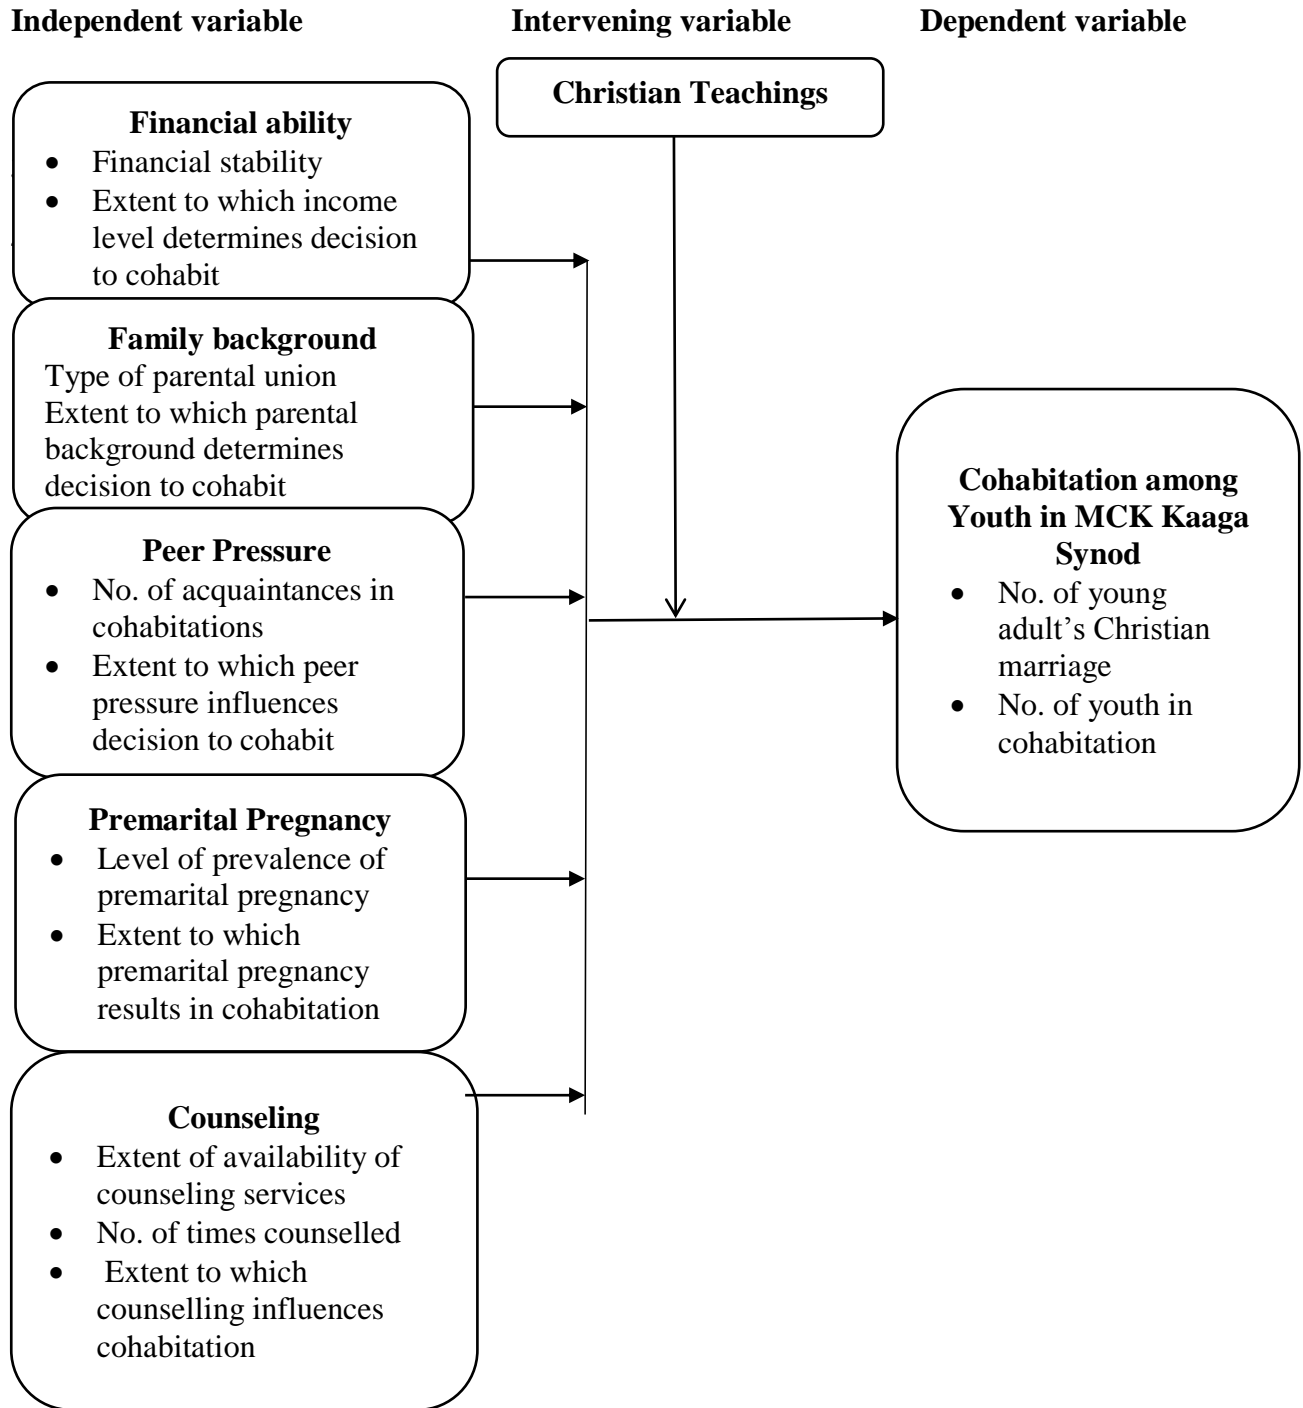 Independent variable
Intervening variable
Dependent variable
Christian Teachings
Financial ability
• Financial stability
• Extent to which income
level determines decision
to cohabit
Family background
Type of parental union
Extent to which parental
background determines
decision to cohabit
Peer Pressure
• No. of acquaintances in
cohabitations
• Extent to which peer
pressure influences
decision to cohabit
Premarital Pregnancy
• Level of prevalence of
premarital pregnancy
• Extent to which
premarital pregnancy
results in cohabitation
Counseling
• Extent of availability of
counseling services
• No. of times counselled
• Extent to which
counselling influences
cohabitation
Cohabitation among
Youth in MCK Kaaga
Synod
• No. of young
adult’s Christian
marriage
• No. of youth in
cohabitation